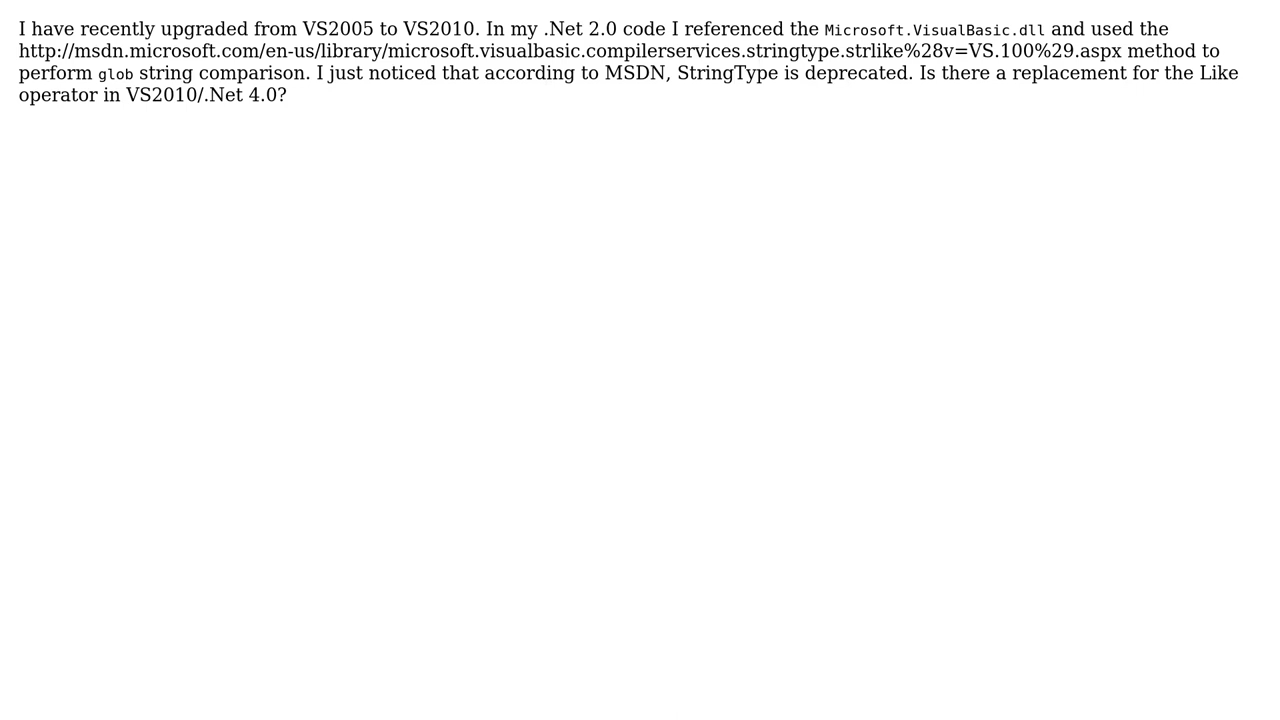 I have recently upgraded from VS2005 to VS2010. In my .Net 2.0 code I referenced the Microsoft.VisualBasic.dll and used the
http://msdn.microsoft.com/en-us/library/microsoft.visualbasic.compilerservices.stringtype.strlike%28v=VS.100%29.aspx method to
perform glob string comparison. I just noticed that according to MSDN, StringType is deprecated. Is there a replacement for the Like
operator in VS2010/.Net 4.0?